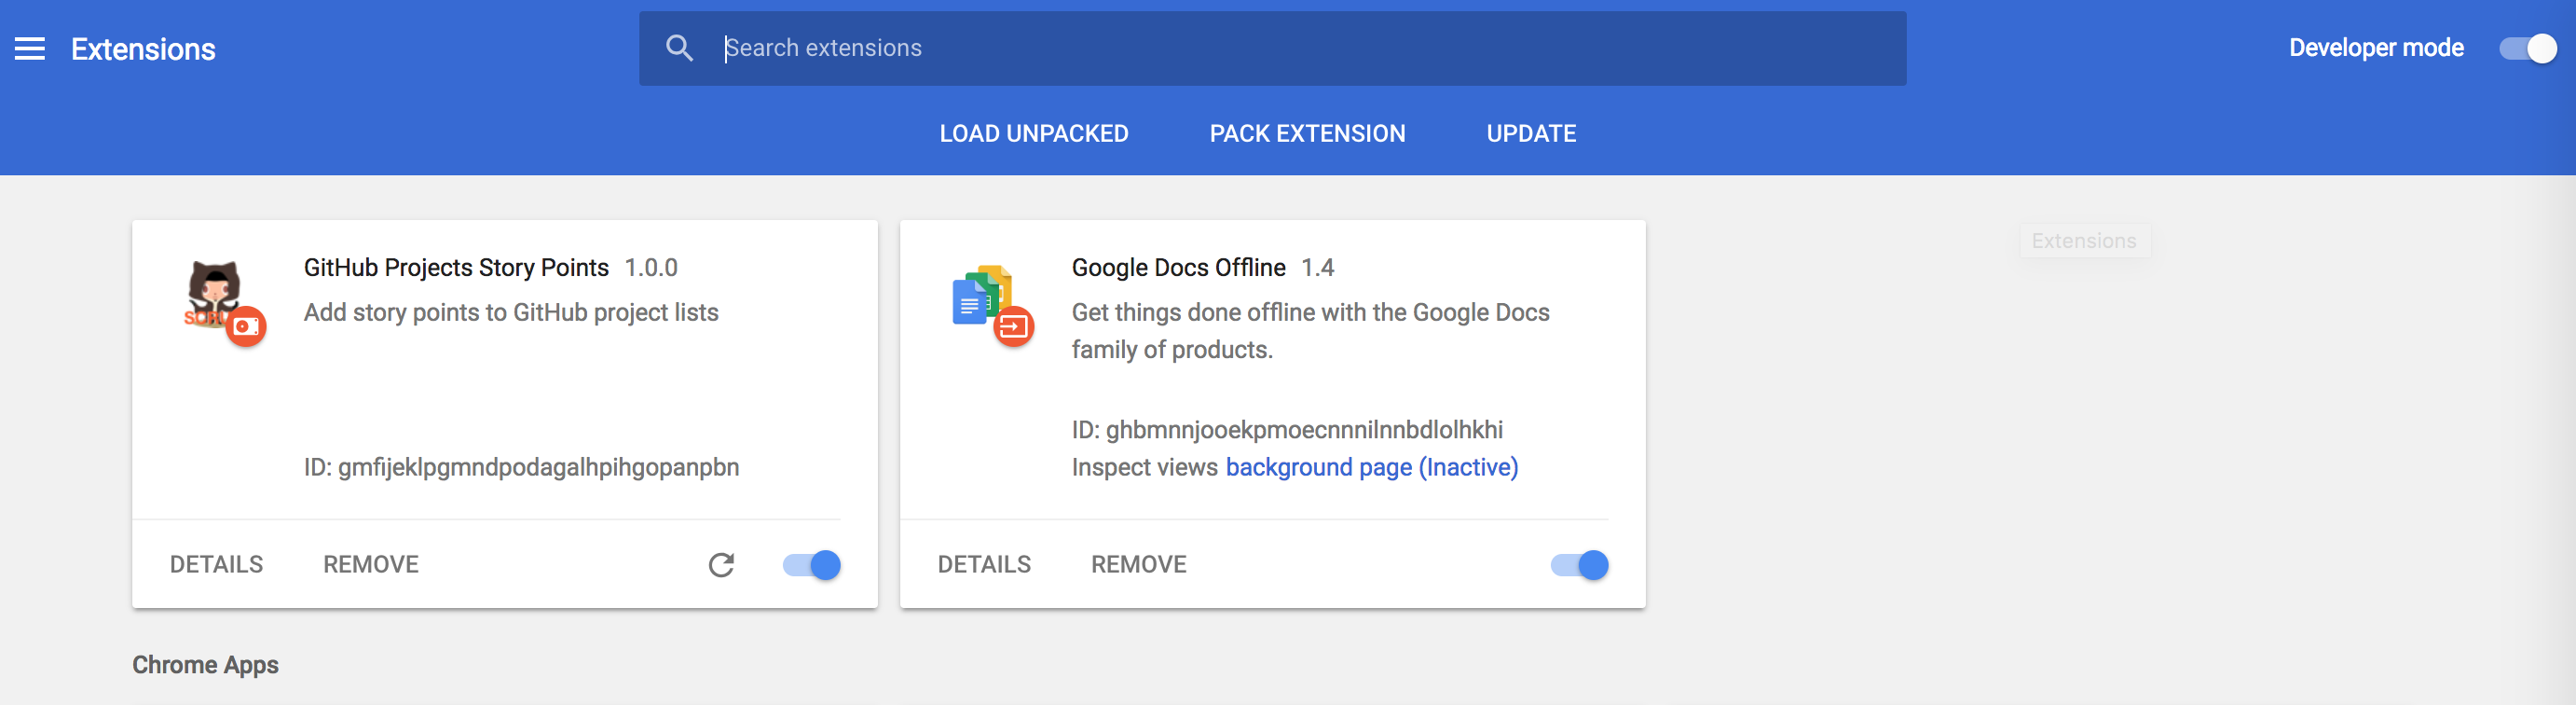 Extensions
Search extensions
Developer mode
LOAD UNPACKED
PACK EXTENSION
UPDATE
Extensions
GitHub Projects Story Points 1.0.0
Add story points to GitHub project lists
ID: gmfijeklpgmndpodagalhpihgopanpbn
DETAILS
REMOVE
Google Docs Offline 1.4
Get things done offline with the Google Docs
family of products.
ID: ghbmnnjooekpmoecnnnilnnbdlolhkhi
Inspect views background page (Inactive)
DETAILS
REMOVE
Chrome Apps